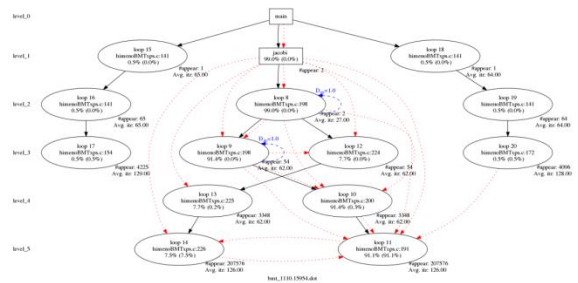 level_0
main
level_1
loop 15
himenoBMTxps.c:141
0.5% (0.0%)
#appear: 1
Avg. itr: 65.00
jacobi
99.0% (0.0%)
#appear: 2
loop 18
himenoBMTxps.c:141
0.5% (0.0%)
#appear: 1
Avg. itr: 64.00
level_2
loop 16
himenoBMTxps.c:141
0.5% (0.0%)
#appear: 65
Avg. itr: 65.00
loop 8
himenoBMTxps.c:198
99.0% (0.0%)
#appear: 2
Avg. itr: 27.00
loop 19
himenoBMTxps.c:141
0.5% (0.0%)
#appear: 64
Avg. itr: 64.00
level_3
loop 17
himenoBMTxps.c:154
0.5% (0.5%)
#appear: 4225
Avg. itr: 129.00
loop 9
himenoBMTxps.c:198
91.4% (0.0%)
#appear: 54
Avg. itr: 62.00
loop 12
himenoBMTxps.c:224
7.7% (0.0%)
#appear: 54
Avg. itr: 62.00
loop 20
himenoBMTxps.c:172
0.5% (0.5%)
#appear: 4096
Avg. itr: 128.00
level_4
loop 13
himenoBMTxps.c:225
7.7% (0.2%)
#appear: 3348
Avg. itr: 62.00
loop 10
himenoBMTxps.c:200
91.4% (0.3%)
#appear: 3348
Avg. itr: 62.00
level_5
loop 14
himenoBMTxps.c:226
7.5% (7.5%)
#appear: 207576
Avg. itr: 126.00
loop 11
himenoBMTxps.c:191
91.1% (91.1%)
#appear: 207576
Avg. itr: 126.00